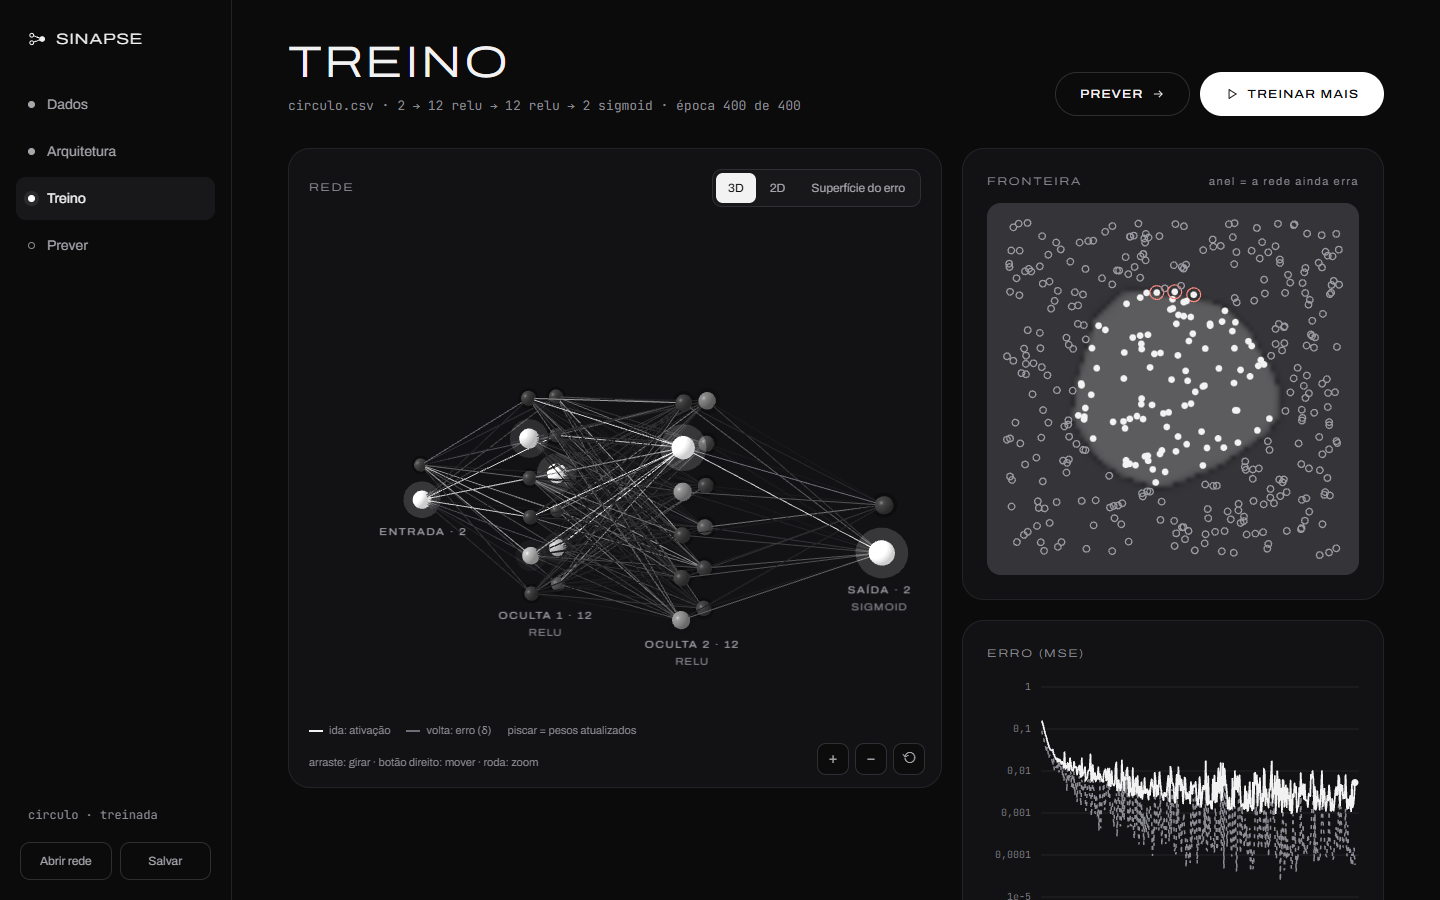 SINAPSE
Dados
Arquitetura
Treino
Prever
circulo · treinada
Abrir rede
Salvar
TREINO
circulo.csv · 2 → 12 relu → 12 relu → 2 sigmoid · época 400 de 400
PREVER →
TREINAR MAIS
REDE
3D
2D
Superfície do erro
ENTRADA · 2
OCULTA 1 · 12
RELU
OCULTA 2 · 12
RELU
SAÍDA · 2
SIGMOID
ida: ativação
volta: erro (δ)
piscar = pesos atualizados
arraste: girar · botão direito: mover · roda: zoom
+
−
FRONTEIRA
anel = a rede ainda erra
ERRO (MSE)
1
0,1
0,01
0,001
0,0001
1e-5